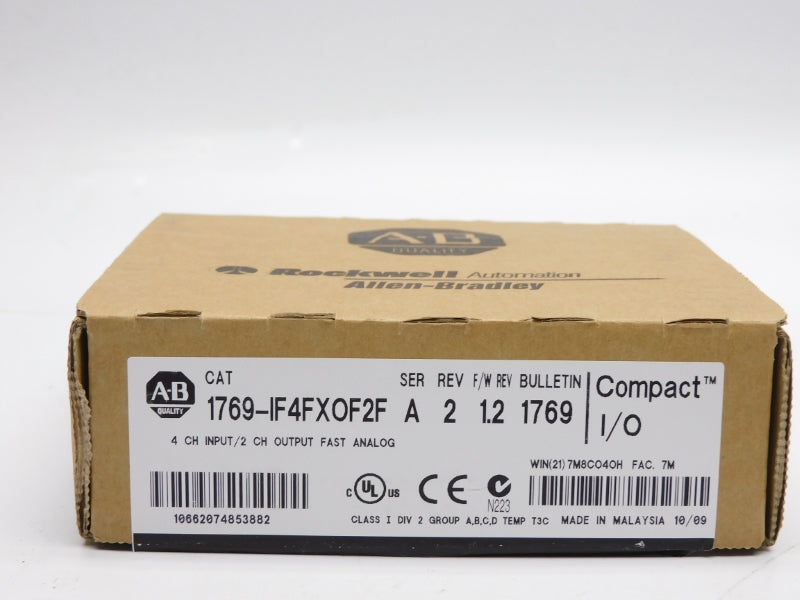 A-B
QUALITY
Rockwell Automation
Allen-Bradley
A-B
QUALITY
CAT SER REV F/W REV BULLETIN
1769-IF4FXOF2F A 2 1.2 1769
Compact™
I/O
4 CH INPUT/2 CH OUTPUT FAST ANALOG
WIN(21)7M8C040H FAC. 7M
10662074853882
C UL US CE N223
CLASS I DIV 2 GROUP A,B,C,D TEMP T3C MADE IN MALAYSIA 10/09